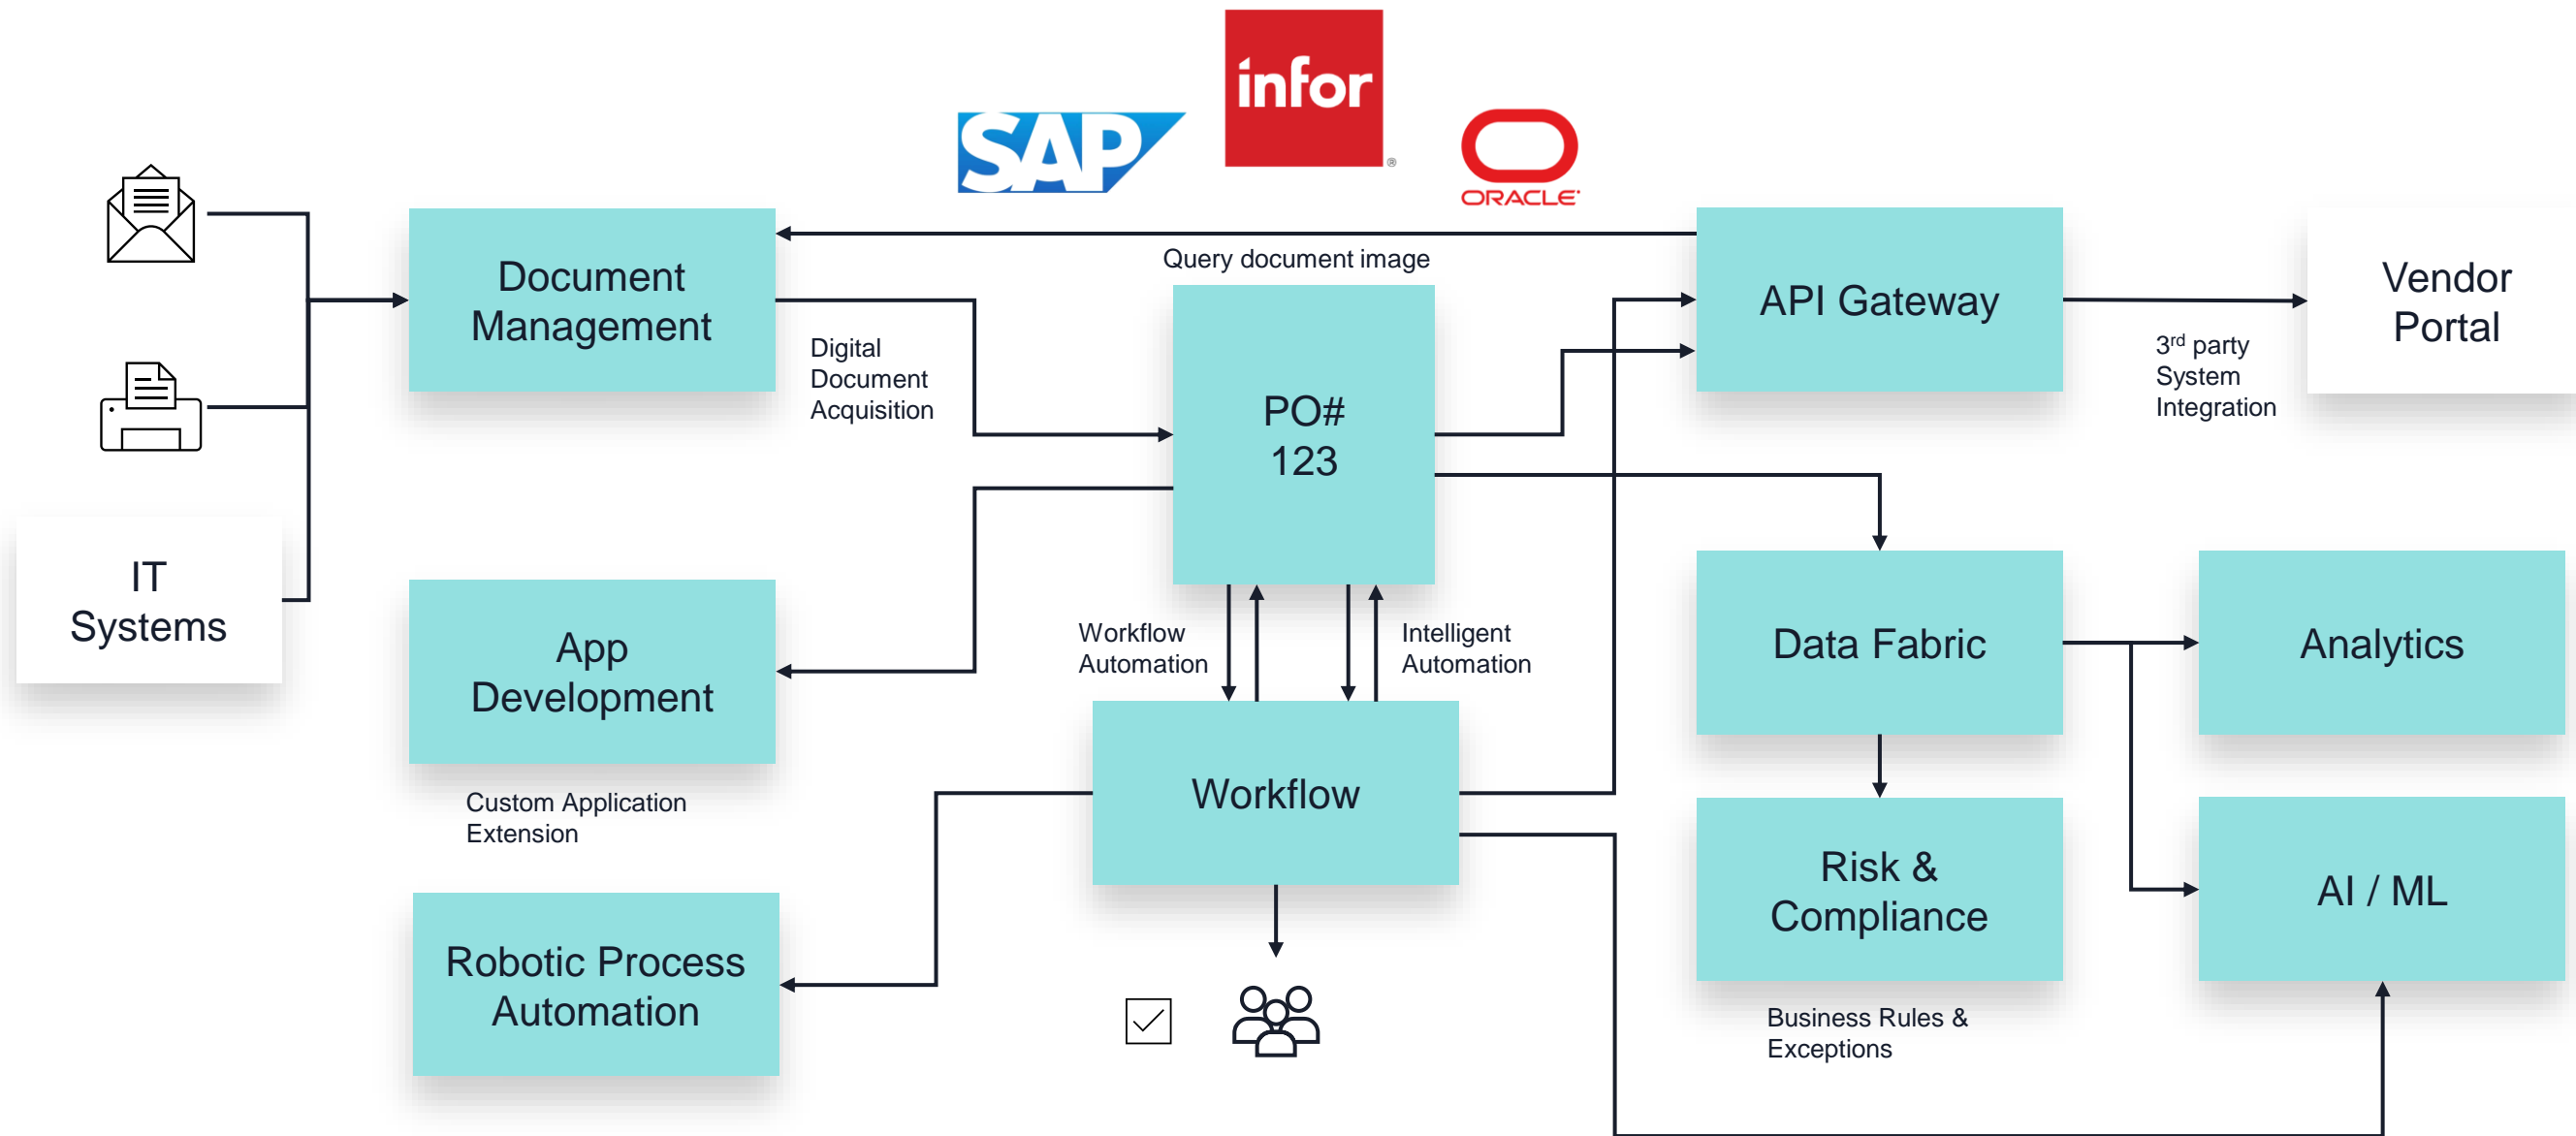 SAP
infor
®
ORACLE
Document
Management
Query document image
API Gateway
Vendor
Portal
Digital
Document
Acquisition
PO#
123
3rd party
System
Integration
IT
Systems
App
Development
Workflow
Automation
Intelligent
Automation
Data Fabric
Analytics
Custom Application
Extension
Workflow
Risk &
Compliance
AI / ML
Robotic Process
Automation
Business Rules &
Exceptions